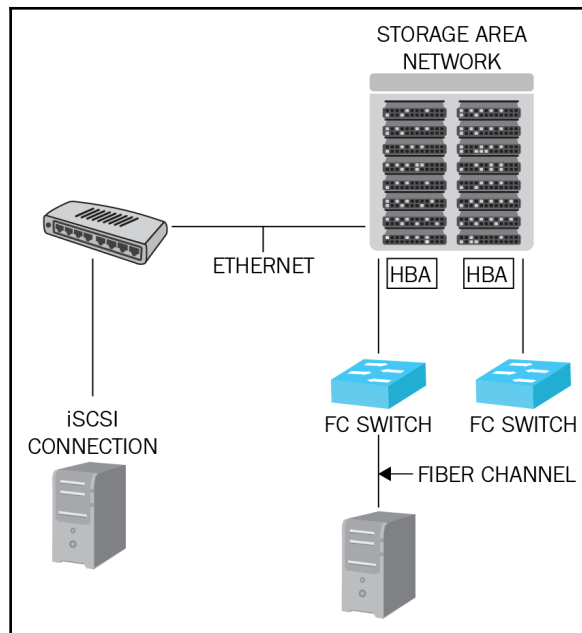 STORAGE AREA
NETWORK
ETHERNET
HBA
HBA
iSCSI
CONNECTION
FC SWITCH
FC SWITCH
FIBER CHANNEL